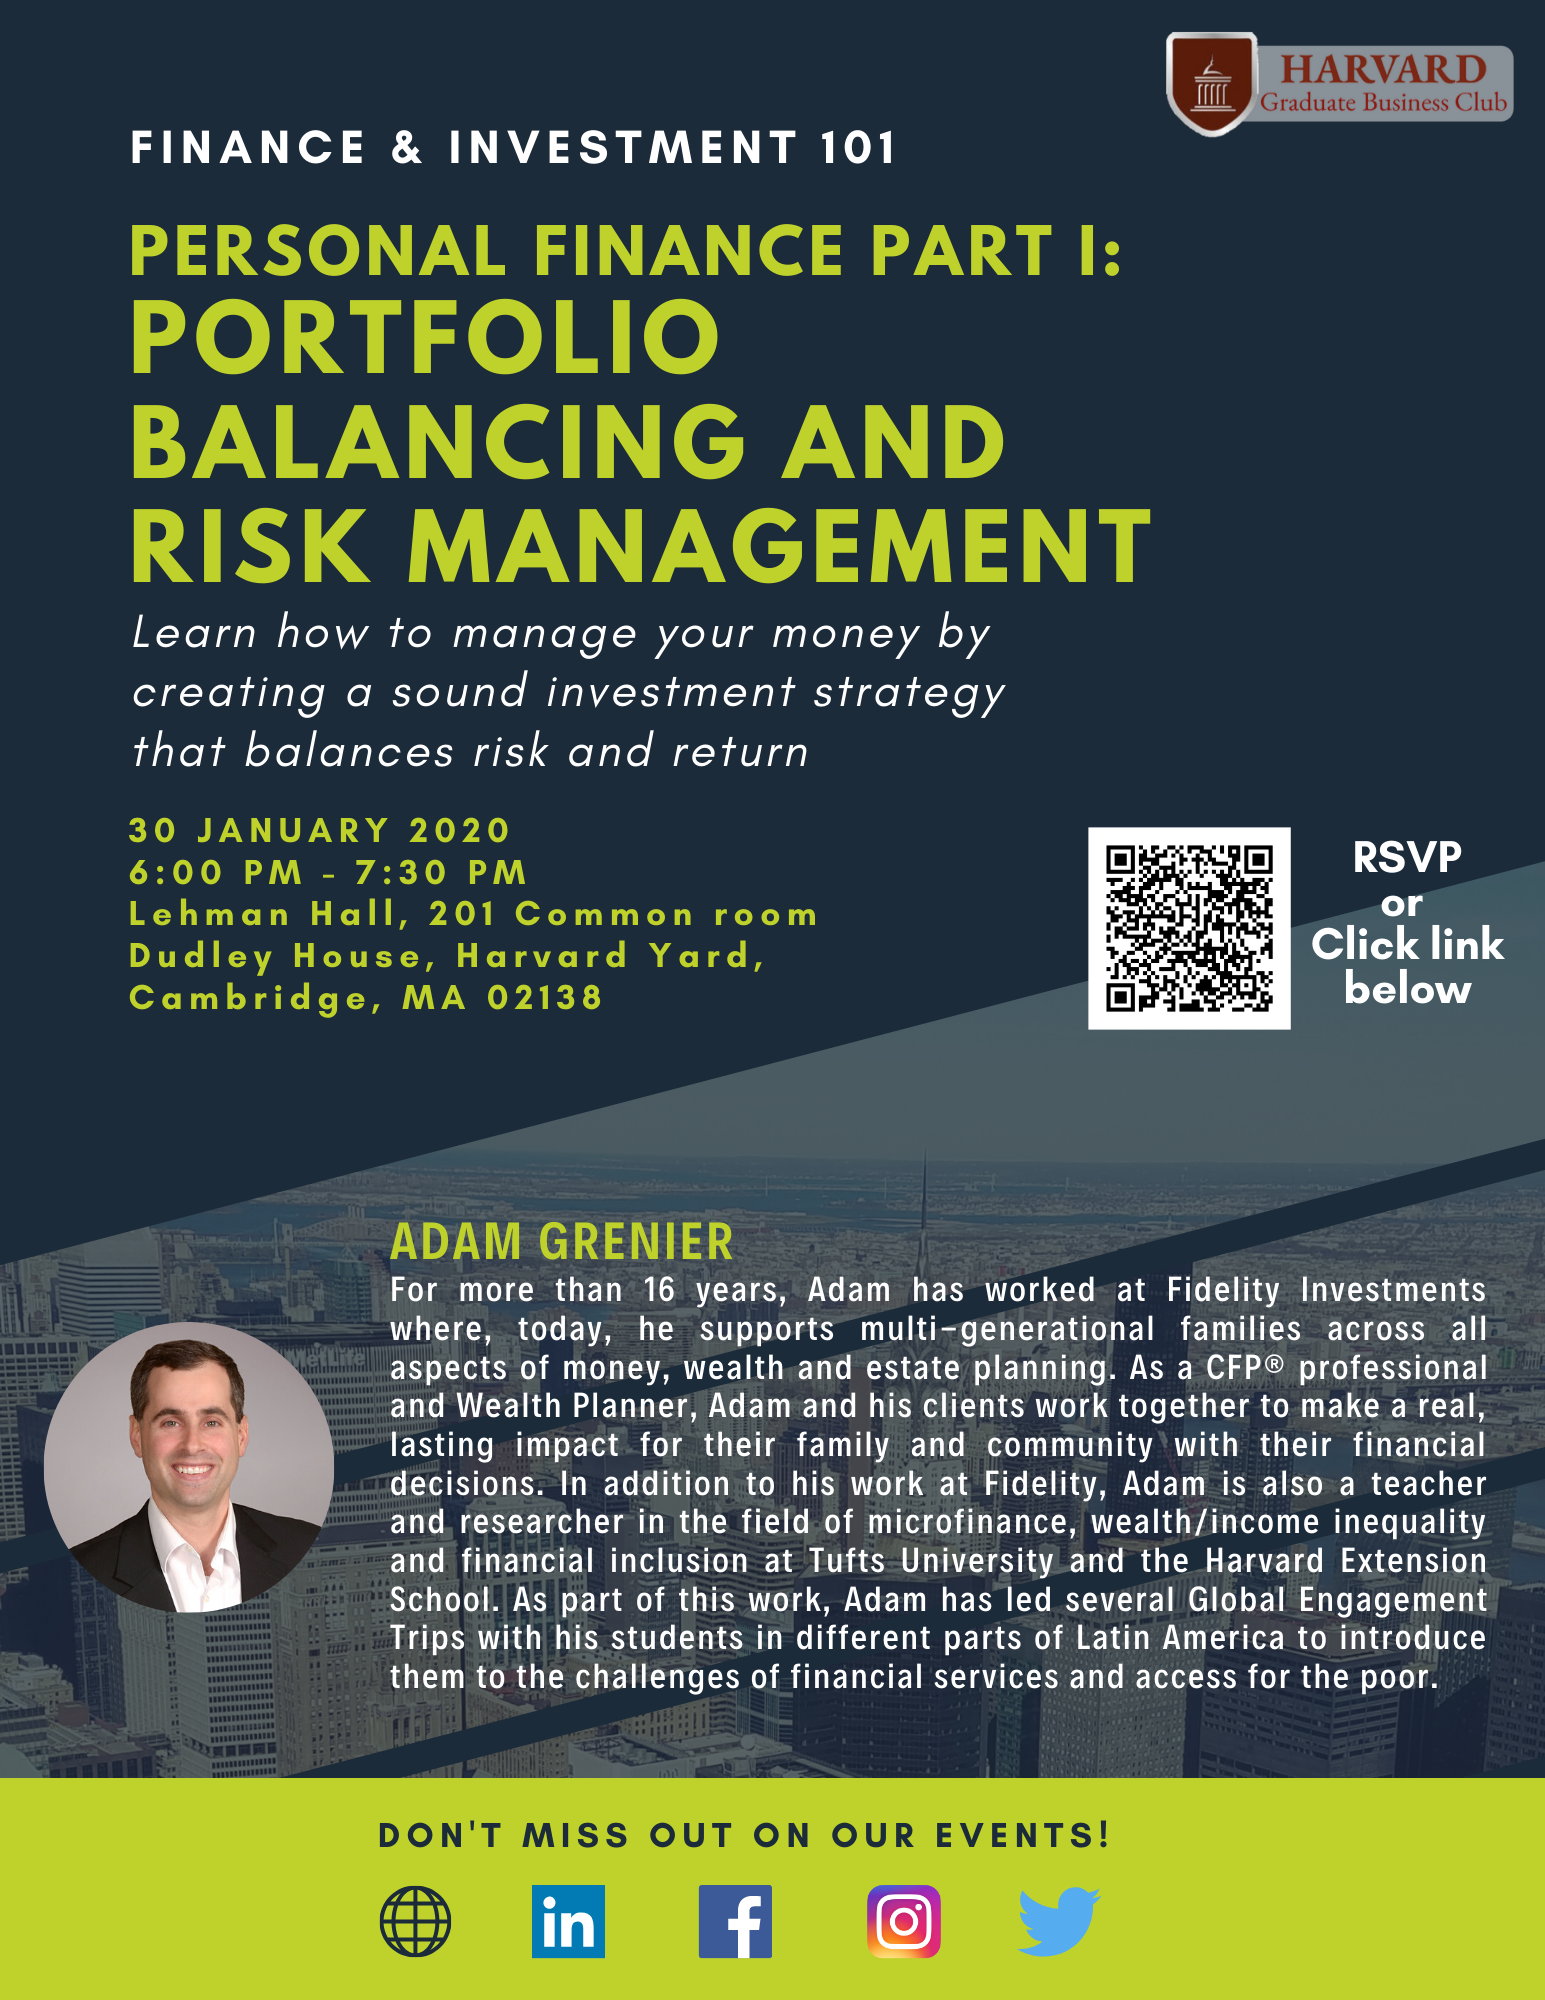 HARVARD
Graduate Business Club
FINANCE & INVESTMENT 101
PERSONAL FINANCE PART I:
PORTFOLIO
BALANCING AND
RISK MANAGEMENT
Learn how to manage your money by
creating a sound investment strategy
that balances risk and return
30 JANUARY 2020
6:00 PM - 7:30 PM
Lehman Hall, 201 Common room
Dudley House, Harvard Yard,
Cambridge, MA 02138
RSVP
or
Click link
below
ADAM GRENIER
For more than 16 years, Adam has worked at Fidelity Investments
where, today, he supports multi-generational families across all
aspects of money, wealth and estate planning. As a CFP® professional
and Wealth Planner, Adam and his clients work together to make a real,
lasting impact for their family and community with their financial
decisions. In addition to his work at Fidelity, Adam is also a teacher
and researcher in the field of microfinance, wealth/income inequality
and financial inclusion at Tufts University and the Harvard Extension
School. As part of this work, Adam has led several Global Engagement
Trips with his students in different parts of Latin America to introduce
them to the challenges of financial services and access for the poor.
MetLife
DON'T MISS OUT ON OUR EVENTS!
in
f